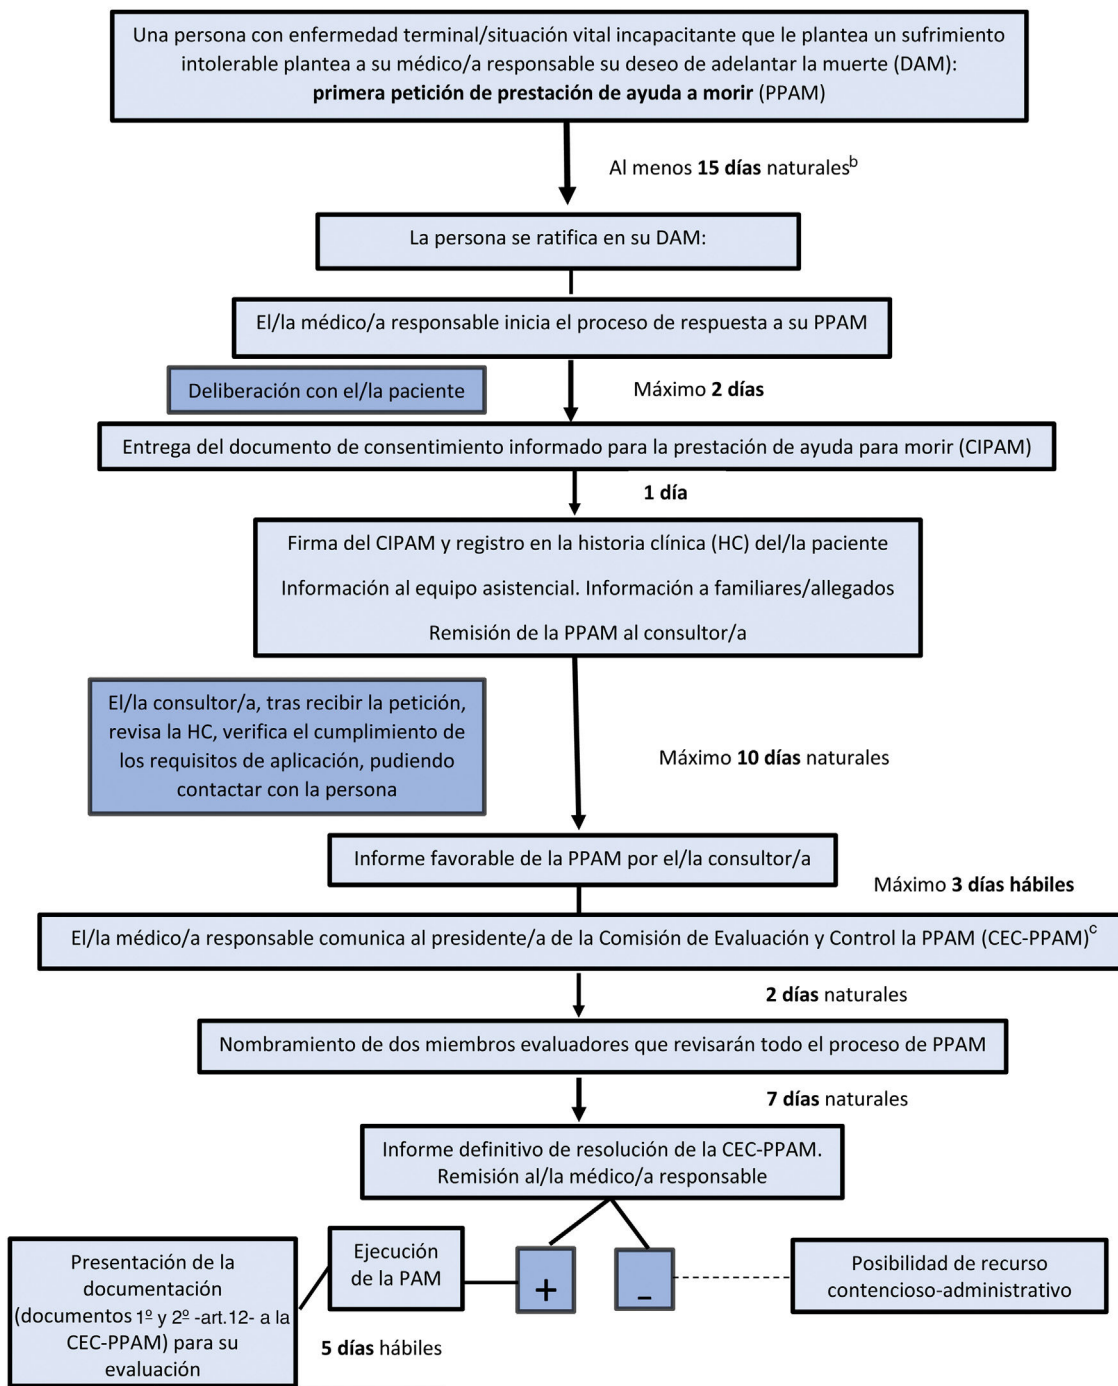 Una persona con enfermedad terminal/situación vital incapacitante que le plantea un sufrimiento
intolerable plantea a su médico/a responsable su deseo de adelantar la muerte (DAM):
primera petición de prestación de ayuda a morir (PPAM)
Al menos 15 días naturales^b
La persona se ratifica en su DAM:
El/la médico/a responsable inicia el proceso de respuesta a su PPAM
Deliberación con el/la paciente
Máximo 2 días
Entrega del documento de consentimiento informado para la prestación de ayuda para morir (CIPAM)
1 día
Firma del CIPAM y registro en la historia clínica (HC) del/la paciente
Información al equipo asistencial. Información a familiares/allegados
Remisión de la PPAM al consultor/a
El/la consultor/a, tras recibir la petición,
revisa la HC, verifica el cumplimiento de
los requisitos de aplicación, pudiendo
contactar con la persona
Máximo 10 días naturales
Informe favorable de la PPAM por el/la consultor/a
Máximo 3 días hábiles
El/la médico/a responsable comunica al presidente/a de la Comisión de Evaluación y Control la PPAM (CEC-PPAM)^c
2 días naturales
Nombramiento de dos miembros evaluadores que revisarán todo el proceso de PPAM
7 días naturales
Informe definitivo de resolución de la CEC-PPAM.
Remisión al/la médico/a responsable
Presentación de la
documentación
(documentos 1º y 2º -art.12- a la
CEC-PPAM) para su
evaluación
Ejecución
de la PAM
+
-
Posibilidad de recurso
contencioso-administrativo
5 días hábiles